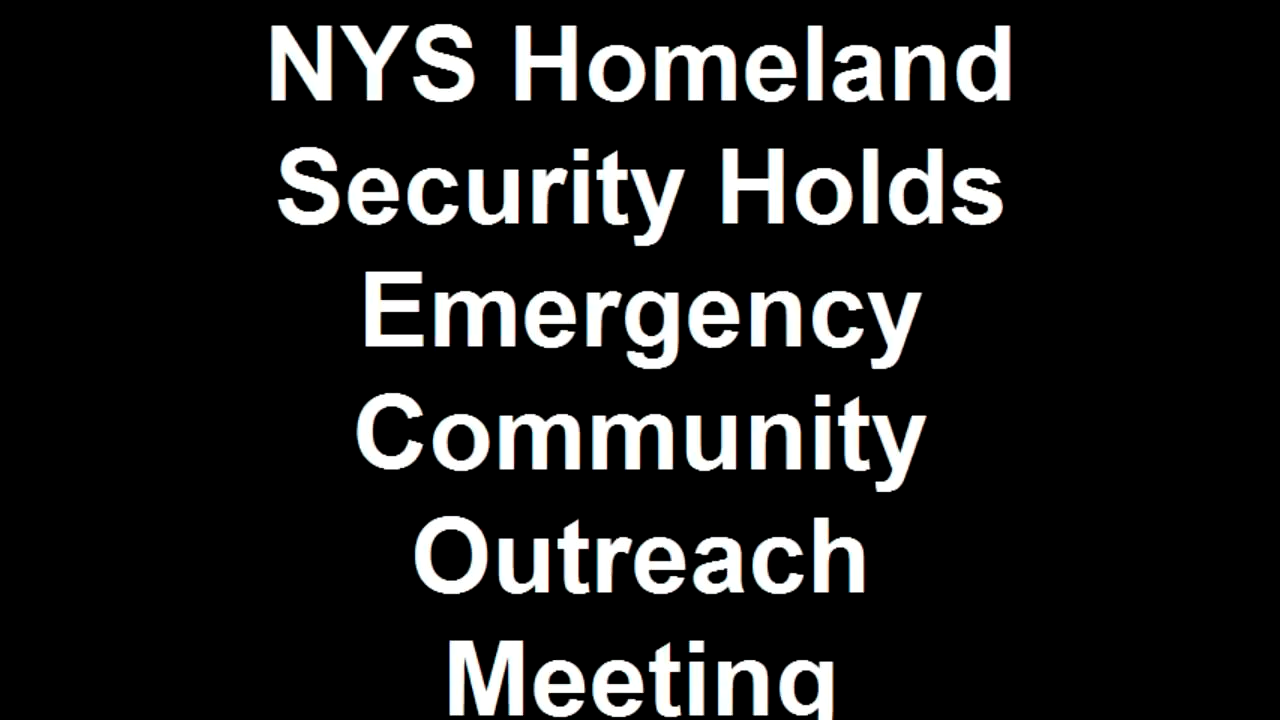 NYS Homeland
Security Holds
Emergency
Community
Outreach
Meeting